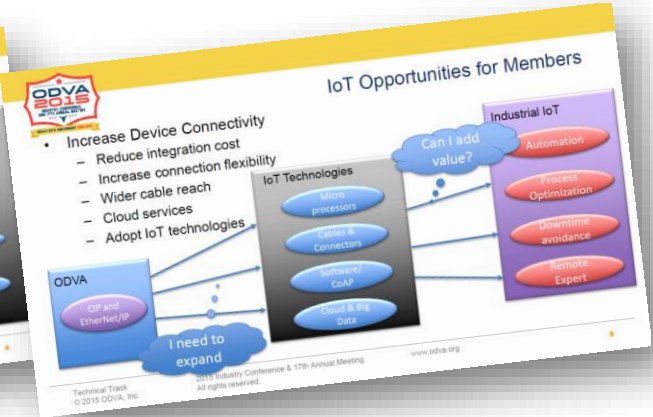 ODVA
2015
IoT Opportunities for Members
• Increase Device Connectivity
– Reduce integration cost
– Increase connection flexibility
– Wider cable reach
– Cloud services
– Adopt IoT technologies
ODVA
CIP and
EtherNet/IP
I need to
expand
IoT Technologies
Micro
processors
Cables &
Connectors
Software/
CoAP
Cloud & Big
Data
Can I add
value?
Industrial IoT
Automation
Process
Optimization
Downtime
avoidance
Remote
Expert
Technical Track
© 2015 ODVA, Inc.
2015 Industry Conference & 17th Annual Meeting
All rights reserved.
www.odva.org